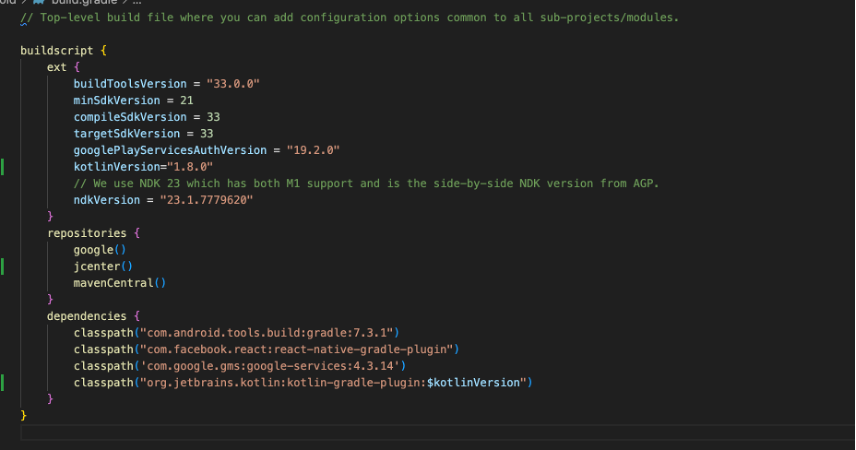 build.gradle > ...
// Top-level build file where you can add configuration options common to all sub-projects/modules.
buildscript {
    ext {
        buildToolsVersion = "33.0.0"
        minSdkVersion = 21
        compileSdkVersion = 33
        targetSdkVersion = 33
        googlePlayServicesAuthVersion = "19.2.0"
        kotlinVersion="1.8.0"
        // We use NDK 23 which has both M1 support and is the side-by-side NDK version from AGP.
        ndkVersion = "23.1.7779620"
    }
    repositories {
        google()
        jcenter()
        mavenCentral()
    }
    dependencies {
        classpath("com.android.tools.build:gradle:7.3.1")
        classpath("com.facebook.react:react-native-gradle-plugin")
        classpath('com.google.gms:google-services:4.3.14')
        classpath("org.jetbrains.kotlin:kotlin-gradle-plugin:$kotlinVersion")
    }
}